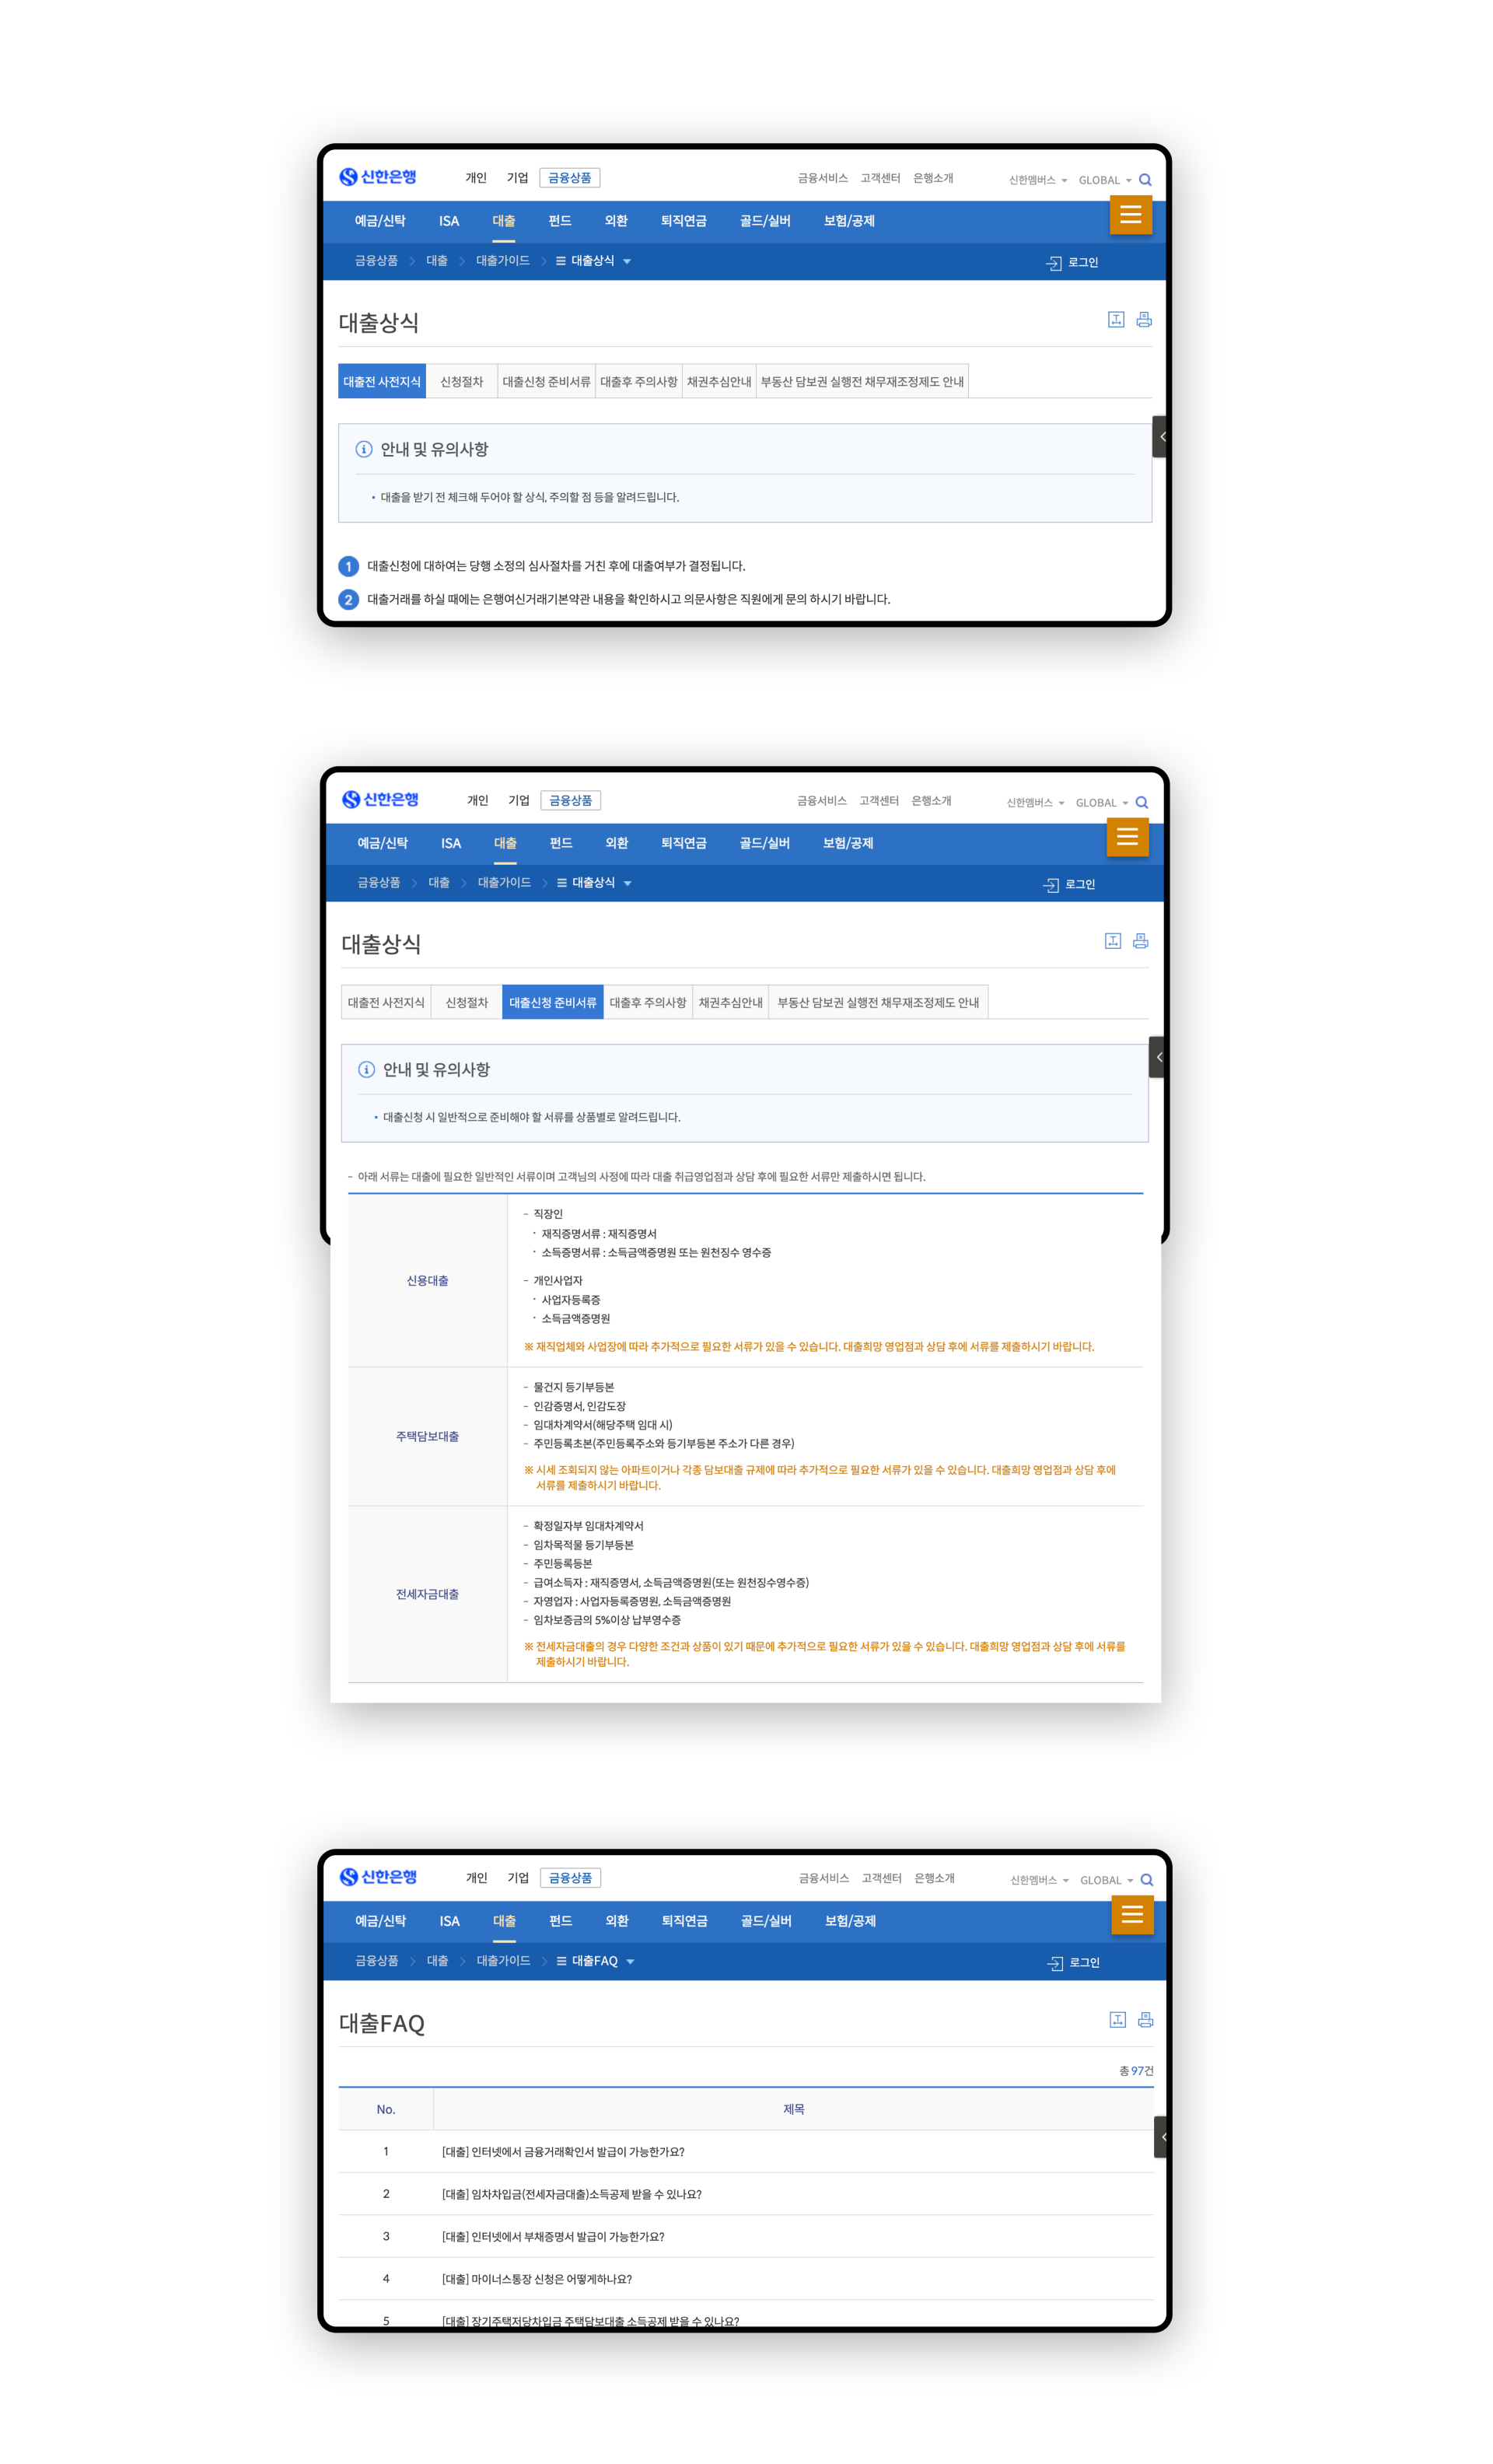 신한은행 개인 기업 금융상품 금융서비스 고객센터 은행소개 신한멤버스 GLOBAL
예금/신탁 ISA 대출 펀드 외환 퇴직연금 골드/실버 보험/공제
금융상품 대출 대출가이드 대출상식 로그인
대출상식
대출전 사전지식 신청절차 대출신청 준비서류 대출후 주의사항 채권추심안내 부동산 담보권 실행전 채무재조정제도 안내
안내 및 유의사항
• 대출을 받기 전 체크해 두어야 할 상식, 주의할 점 등을 알려드립니다.
1 대출신청에 대하여는 당행 소정의 심사절차를 거친 후에 대출여부가 결정됩니다.
2 대출거래를 하실 때에는 은행여신거래기본약관 내용을 확인하시고 의문사항은 직원에게 문의 하시기 바랍니다.
신한은행 개인 기업 금융상품 금융서비스 고객센터 은행소개 신한멤버스 GLOBAL
예금/신탁 ISA 대출 펀드 외환 퇴직연금 골드/실버 보험/공제
금융상품 대출 대출가이드 대출상식 로그인
대출상식
대출전 사전지식 신청절차 대출신청 준비서류 대출후 주의사항 채권추심안내 부동산 담보권 실행전 채무재조정제도 안내
안내 및 유의사항
• 대출신청 시 일반적으로 준비해야 할 서류를 상품별로 알려드립니다.
- 아래 서류는 대출에 필요한 일반적인 서류이며 고객님의 사정에 따라 대출 취급영업점과 상담 후에 필요한 서류만 제출하시면 됩니다.
신용대출
- 직장인
· 재직증명서류 : 재직증명서
· 소득증명서류 : 소득금액증명원 또는 원천징수 영수증
- 개인사업자
· 사업자등록증
· 소득금액증명원
※ 재직업체와 사업장에 따라 추가적으로 필요한 서류가 있을 수 있습니다. 대출희망 영업점과 상담 후에 서류를 제출하시기 바랍니다.
주택담보대출
- 물건지 등기부등본
- 인감증명서, 인감도장
- 임대차계약서(해당주택 임대 시)
- 주민등록초본(주민등록주소와 등기부등본 주소가 다른 경우)
※ 시세 조회되지 않는 아파트이거나 각종 담보대출 규제에 따라 추가적으로 필요한 서류가 있을 수 있습니다. 대출희망 영업점과 상담 후에
서류를 제출하시기 바랍니다.
전세자금대출
- 확정일자부 임대차계약서
- 임차목적물 등기부등본
- 주민등록등본
- 급여소득자 : 재직증명서, 소득금액증명원(또는 원천징수영수증)
- 자영업자 : 사업자등록증명원, 소득금액증명원
- 임차보증금의 5%이상 납부영수증
※ 전세자금대출의 경우 다양한 조건과 상품이 있기 때문에 추가적으로 필요한 서류가 있을 수 있습니다. 대출희망 영업점과 상담 후에 서류를
제출하시기 바랍니다.
신한은행 개인 기업 금융상품 금융서비스 고객센터 은행소개 신한멤버스 GLOBAL
예금/신탁 ISA 대출 펀드 외환 퇴직연금 골드/실버 보험/공제
금융상품 대출 대출가이드 대출FAQ 로그인
대출FAQ
총 97건
No. 제목
1 [대출] 인터넷에서 금융거래확인서 발급이 가능한가요?
2 [대출] 임차차입금(전세자금대출)소득공제 받을 수 있나요?
3 [대출] 인터넷에서 부채증명서 발급이 가능한가요?
4 [대출] 마이너스통장 신청은 어떻게하나요?
5 [대출] 장기주택저당차입금 주택담보대출 소득공제 받을 수 있나요?